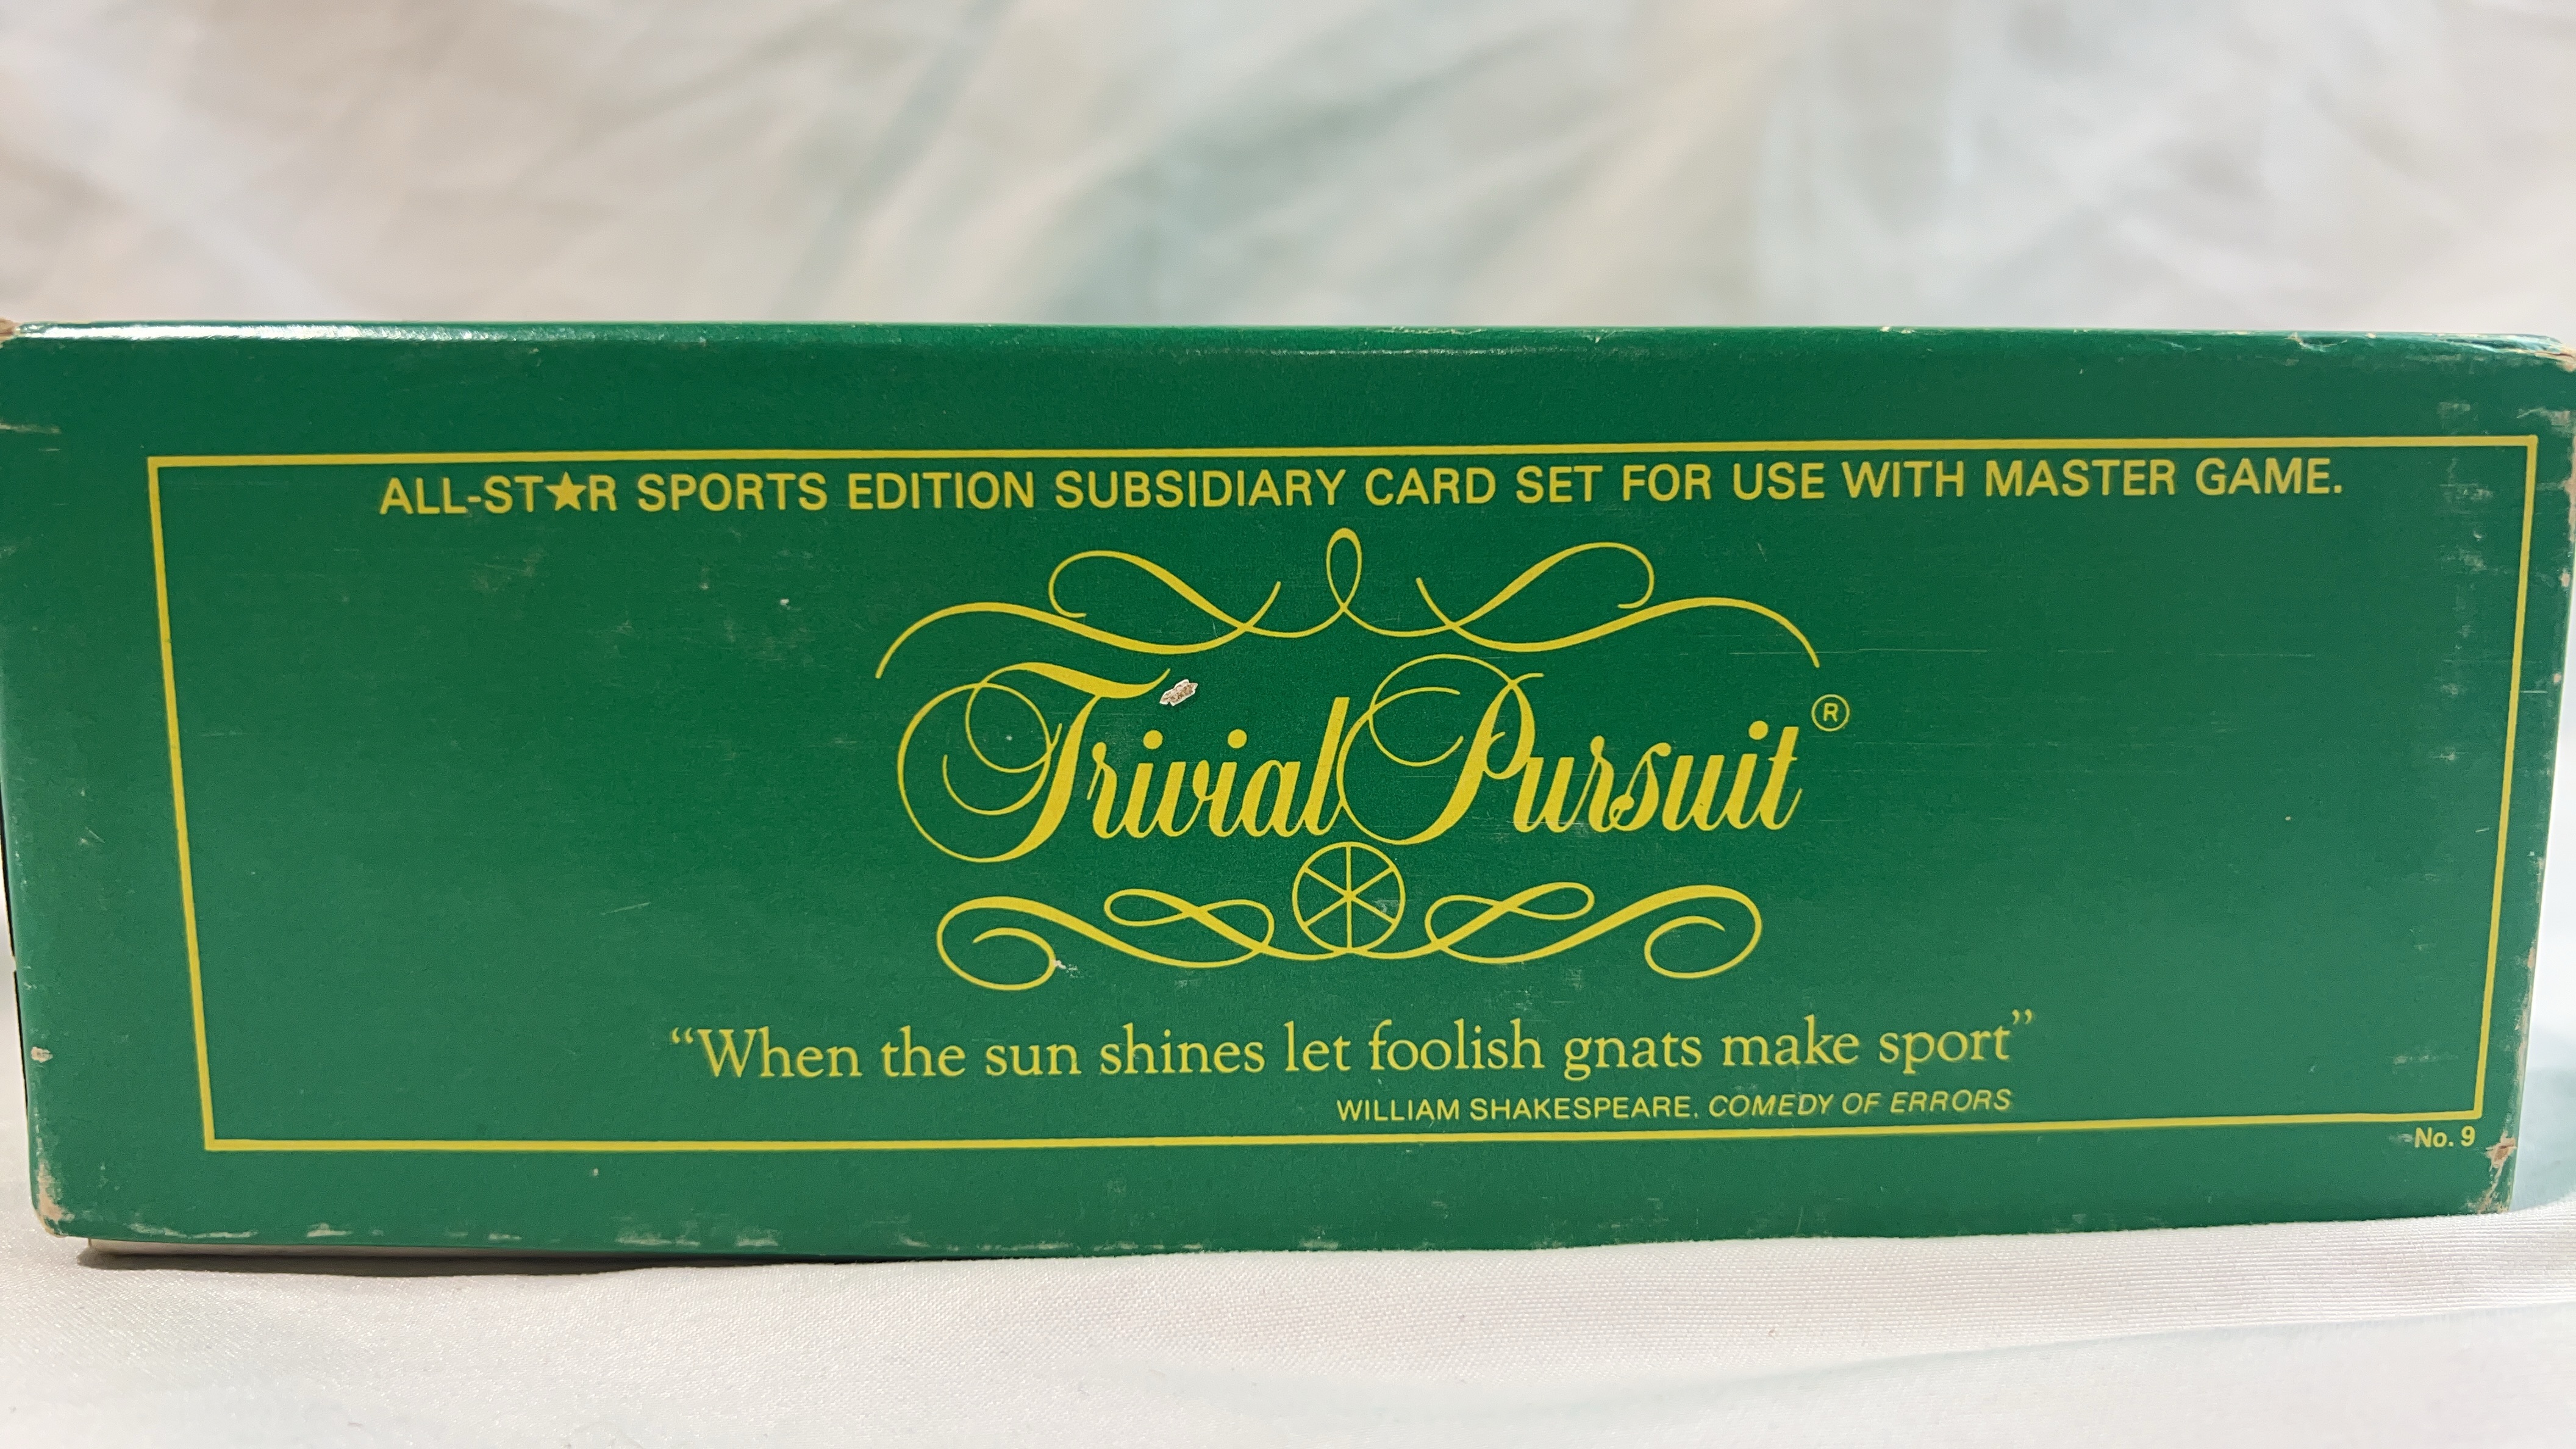 ALL-ST★R SPORTS EDITION SUBSIDIARY CARD SET FOR USE WITH MASTER GAME.
Trivial Pursuit®
“When the sun shines let foolish gnats make sport”
WILLIAM SHAKESPEARE. COMEDY OF ERRORS
No. 9